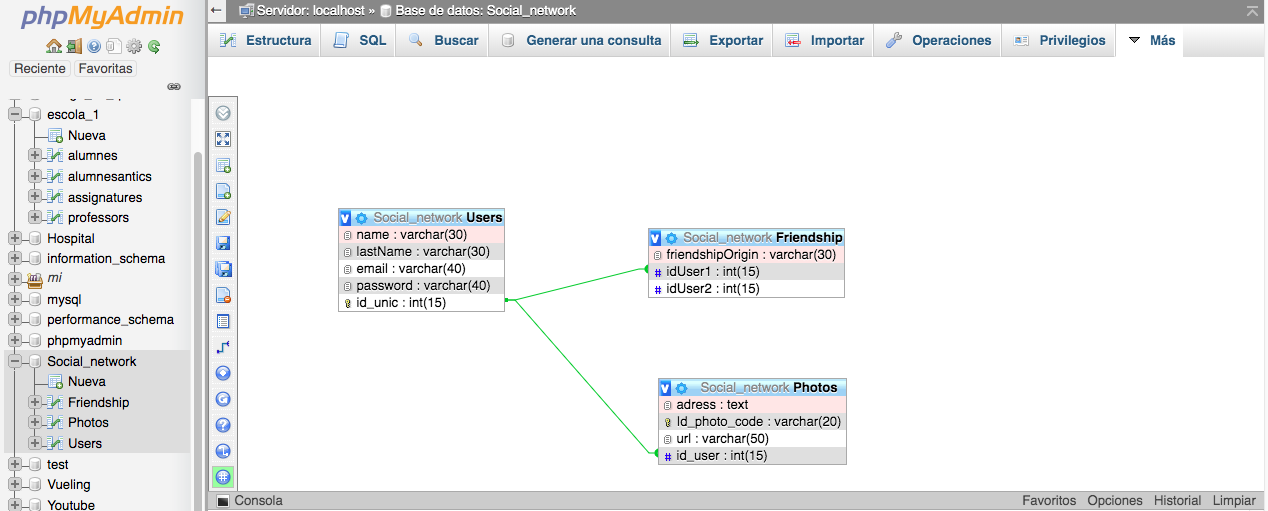 phpMyAdmin
Reciente Favoritas
escola_1
Nueva
alumnes
alumnesantics
assignatures
professors
Hospital
information_schema
mi
mysql
performance_schema
phpmyadmin
Social_network
Nueva
Friendship
Photos
Users
test
Vueling
Youtube
Servidor: localhost » Base de datos: Social_network
Estructura SQL Buscar Generar una consulta Exportar Importar Operaciones Privilegios Más
Social_network Users
name : varchar(30)
lastName : varchar(30)
email : varchar(40)
password : varchar(40)
id_unic : int(15)
Social_network Friendship
friendshipOrigin : varchar(30)
# idUser1 : int(15)
# idUser2 : int(15)
Social_network Photos
adress : text
Id_photo_code : varchar(20)
url : varchar(50)
# id_user : int(15)
Consola Favoritos Opciones Historial Limpiar